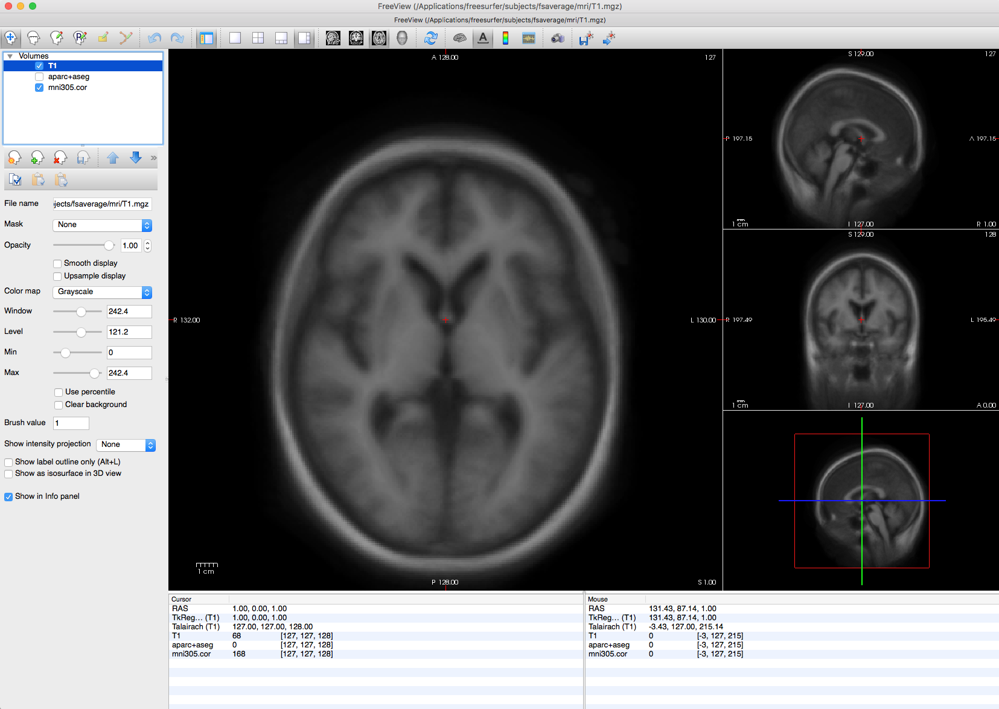 FreeView (/Applications/freesurfer/subjects/fsaverage/mri/T1.mgz)
FreeView (/Applications/freesurfer/subjects/fsaverage/mri/T1.mgz)
R
A
Volumes
T1
aparc+aseg
mni305.cor
»
File name
jects/fsaverage/mri/T1.mgz
Mask
None
Opacity
1.00
Smooth display
Upsample display
Color map
Grayscale
Window
242.4
Level
121.2
Min
0
Max
242.4
Use percentile
Clear background
Brush value
1
Show intensity projection
None
Show label outline only (Alt+L)
Show as isosurface in 3D view
Show in Info panel
A 128.00
127
R 132.00
L 130.00
1 cm
P 128.00
S 1.00
S 129.00
127
P 197.15
A 197.15
1 cm
I 127.00
R 1.00
S 129.00
128
R 197.49
L 195.49
1 cm
I 127.00
A 0.00
Cursor
RAS 1.00, 0.00, 1.00
TkReg... (T1) 1.00, 0.00, 1.00
Talairach (T1) 127.00, 127.00, 128.00
T1 68 [127, 127, 128]
aparc+aseg 0 [127, 127, 128]
mni305.cor 168 [127, 127, 128]
Mouse
RAS 131.43, 87.14, 1.00
TkReg... (T1) 131.43, 87.14, 1.00
Talairach (T1) -3.43, 127.00, 215.14
T1 0 [-3, 127, 215]
aparc+aseg 0 [-3, 127, 215]
mni305.cor 0 [-3, 127, 215]